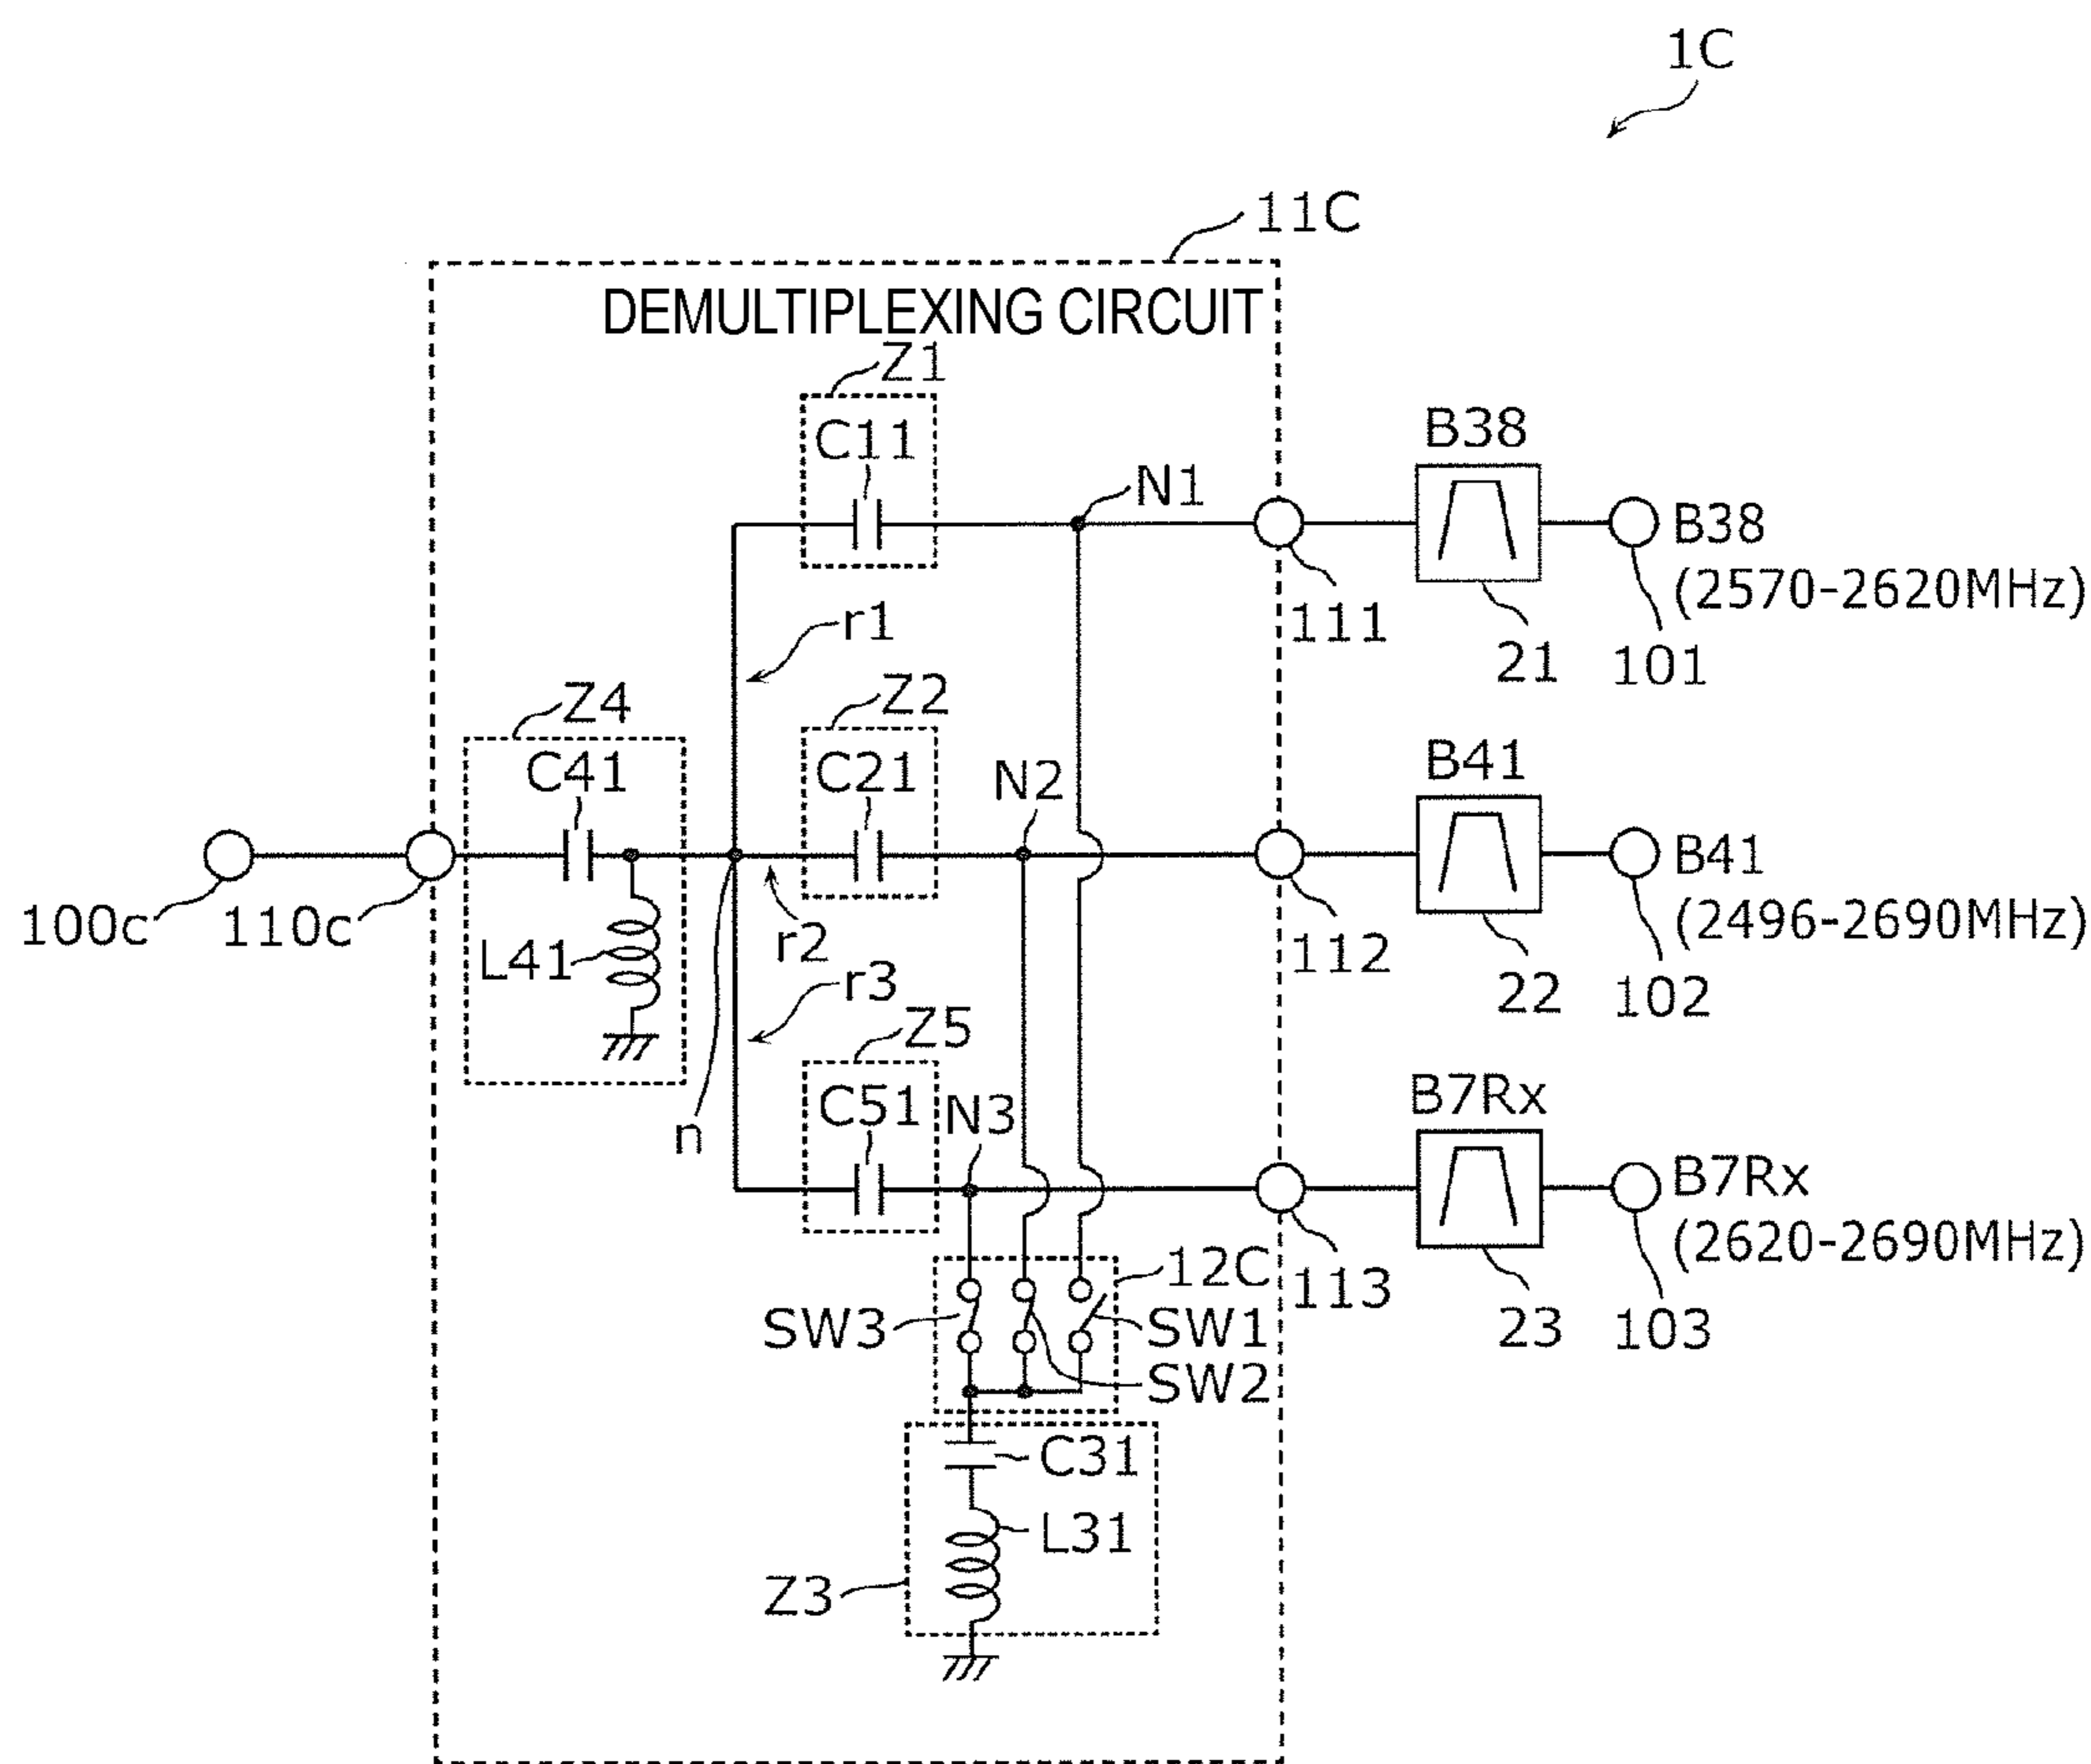 1C
11C
DEMULTIPLEXING CIRCUIT
Z1
C11
N1
B38
B38
(2570-2620MHz)
111
21
101
r1
Z4
C41
Z2
C21
N2
B41
B41
(2496-2690MHz)
100c
110c
L41
r2
112
22
102
r3
n
Z5
C51
N3
B7Rx
B7Rx
(2620-2690MHz)
12C
113
23
103
SW3
SW1
SW2
C31
L31
Z3